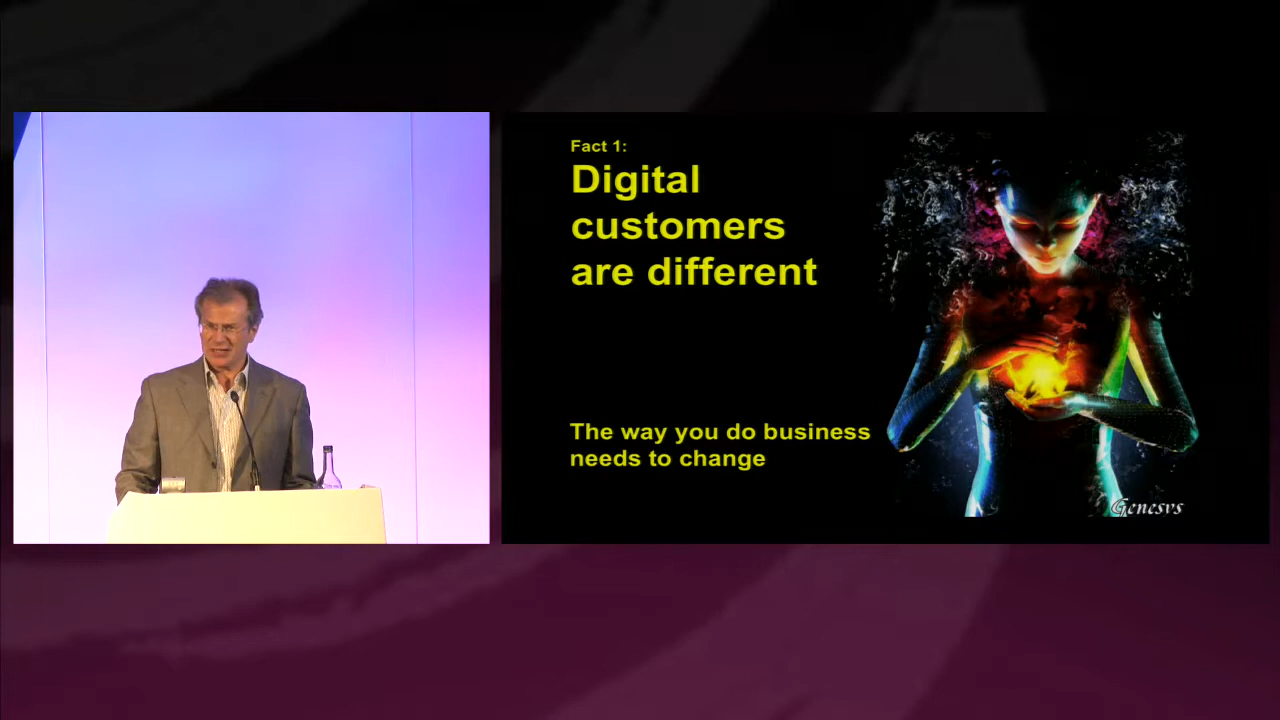 Fact 1:
Digital
customers
are different
The way you do business
needs to change
Genesys